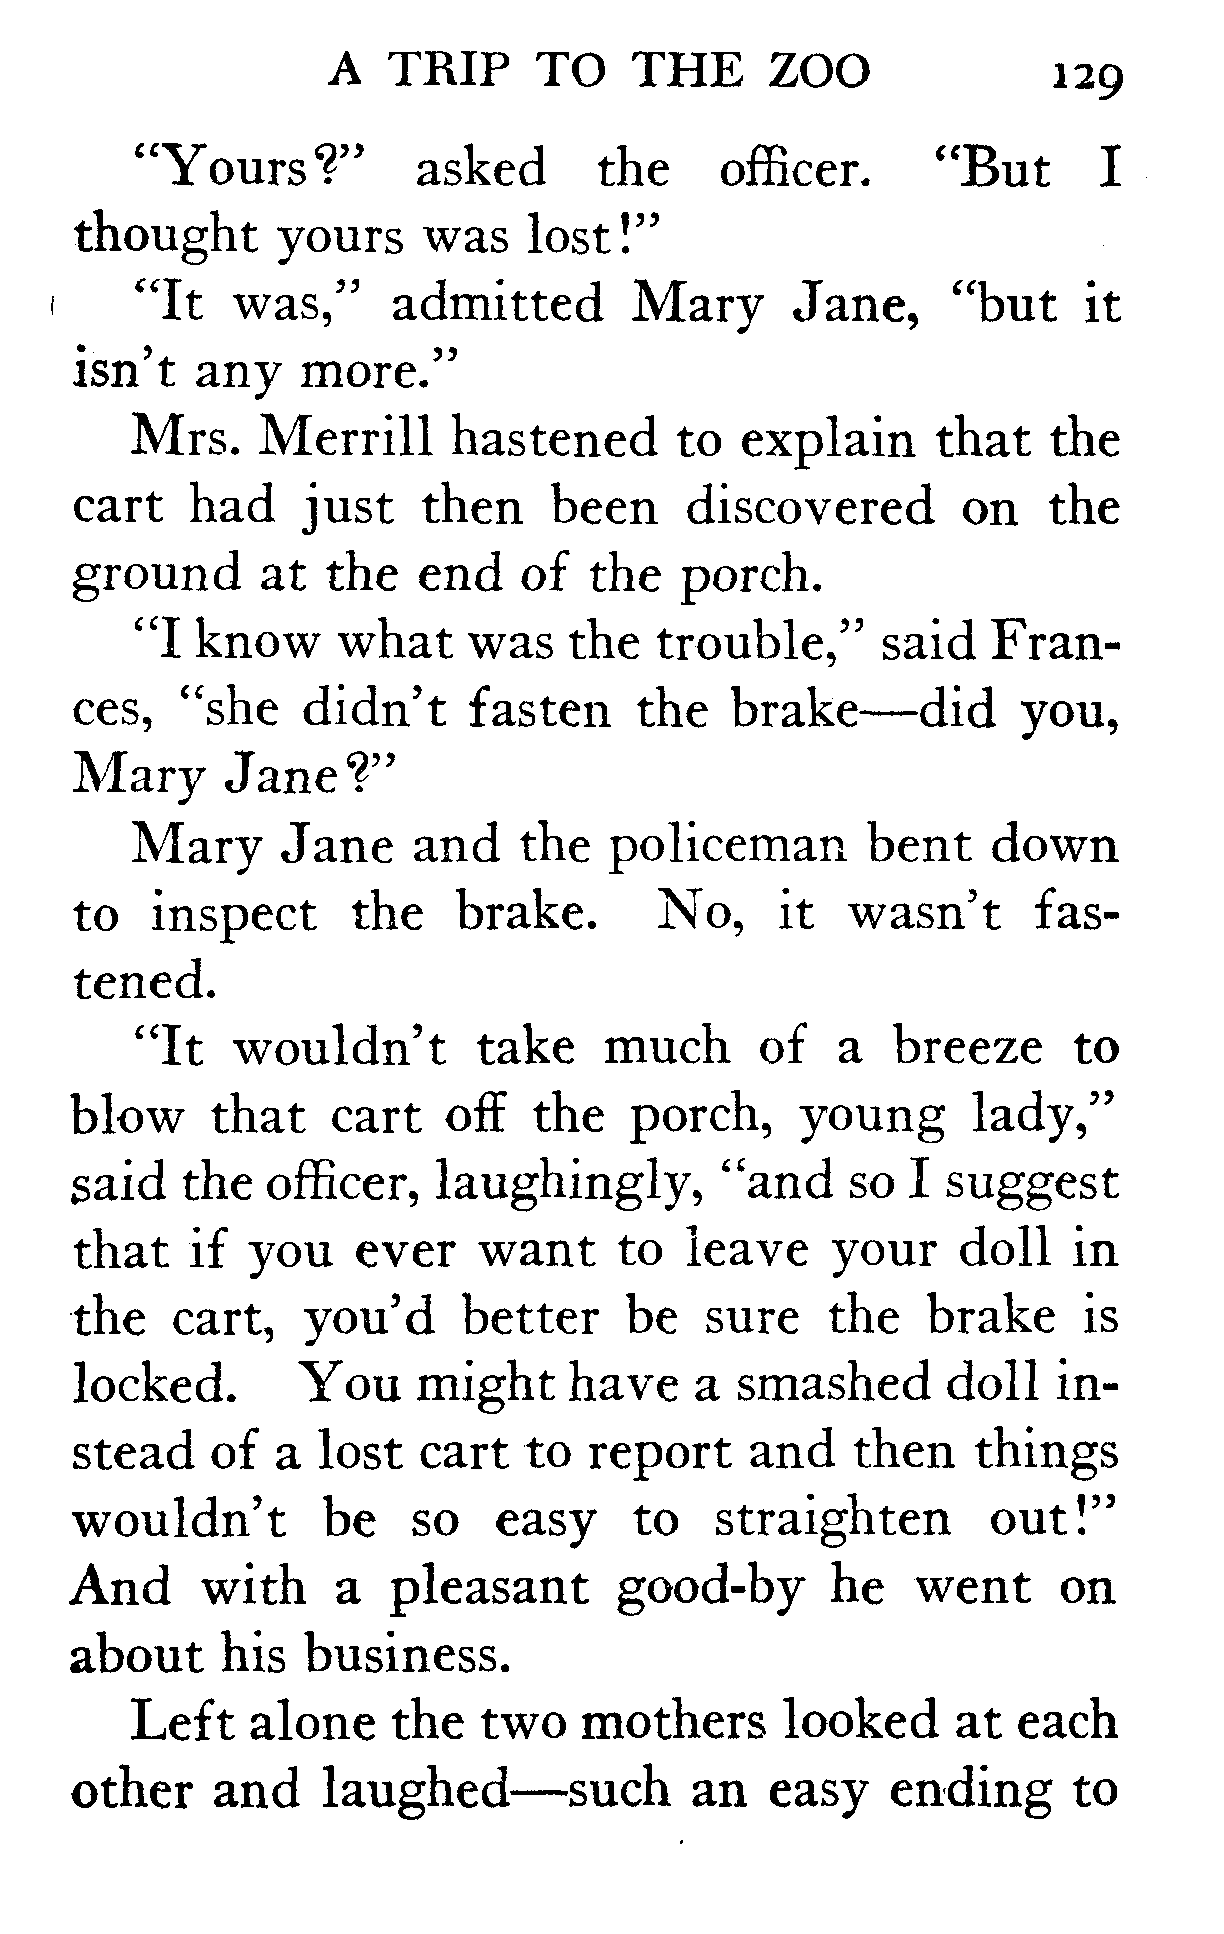 A TRIP TO THE ZOO 129
“Yours?” asked the officer. “But I
thought yours was lost!”
“It was,” admitted Mary Jane, “but it
isn’t any more.”
Mrs. Merrill hastened to explain that the
cart had just then been discovered on the
ground at the end of the porch.
“I know what was the trouble,” said Fran-
ces, “she didn’t fasten the brake—did you,
Mary Jane?”
Mary Jane and the policeman bent down
to inspect the brake. No, it wasn’t fas-
tened.
“It wouldn’t take much of a breeze to
blow that cart off the porch, young lady,”
said the officer, laughingly, “and so I suggest
that if you ever want to leave your doll in
the cart, you’d better be sure the brake is
locked. You might have a smashed doll in-
stead of a lost cart to report and then things
wouldn’t be so easy to straighten out!”
And with a pleasant good-by he went on
about his business.
Left alone the two mothers looked at each
other and laughed—such an easy ending to